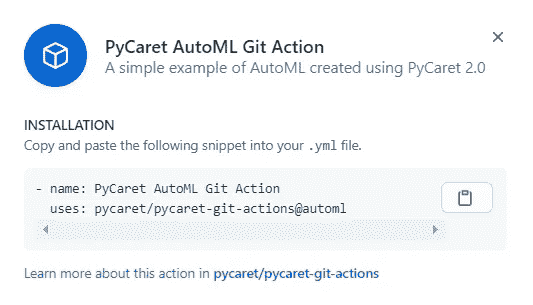 PyCaret AutoML Git Action
A simple example of AutoML created using PyCaret 2.0
INSTALLATION
Copy and paste the following snippet into your .yml file.
- name: PyCaret AutoML Git Action
uses: pycaret/pycaret-git-actions@automl
Learn more about this action in pycaret/pycaret-git-actions